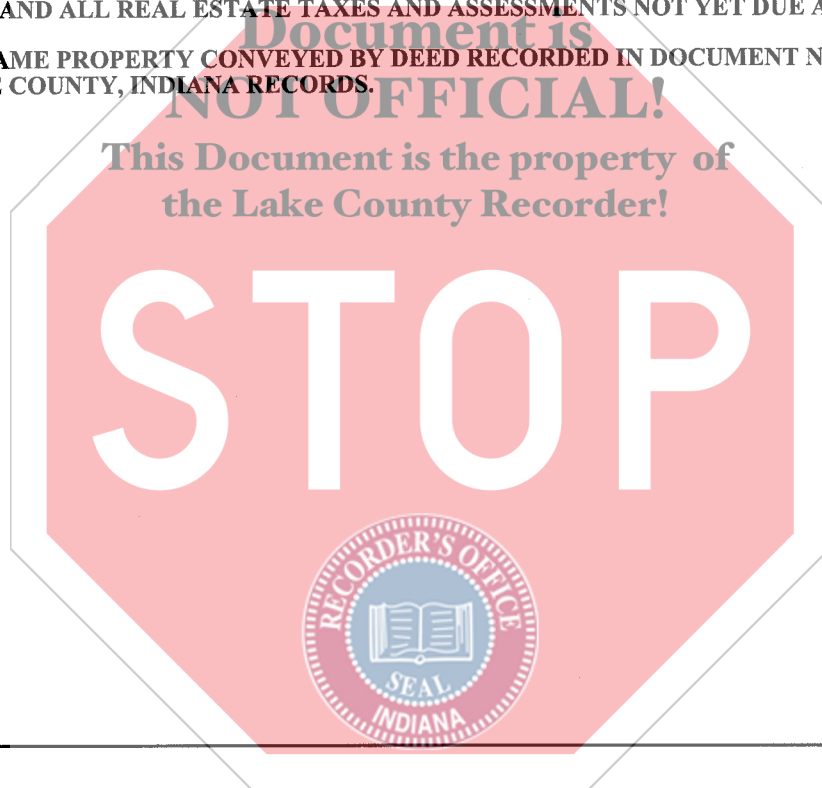 AND ALL REAL ESTATE TAXES AND ASSESSMENTS NOT YET DUE A
Document is
AME PROPERTY CONVEYED BY DEED RECORDED IN DOCUMENT N
COUNTY, INDIANA RECORDS.
NOT OFFICIAL!
This Document is the property of
the Lake County Recorder!
STOP
RECORDER'S OFFICE
SEAL
INDIANA